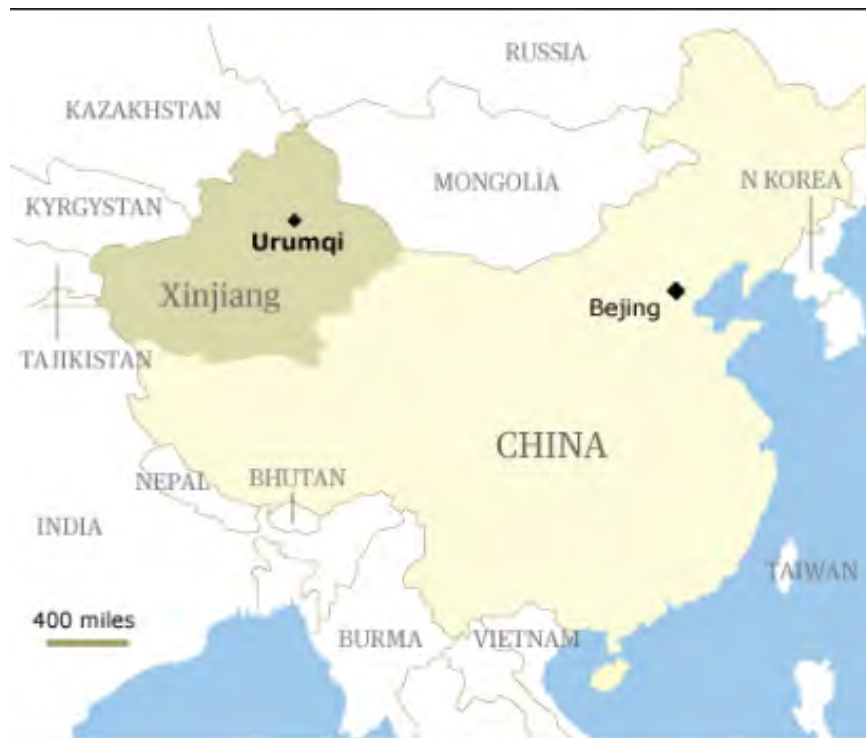 RUSSIA
KAZAKHSTAN
MONGOLIA
N KOREA
KYRGYSTAN
Urumqi
Xinjiang
Bejing
TAJIKISTAN
CHINA
NEPAL
BHUTAN
INDIA
TAIWAN
400 miles
BURMA
VIETNAM